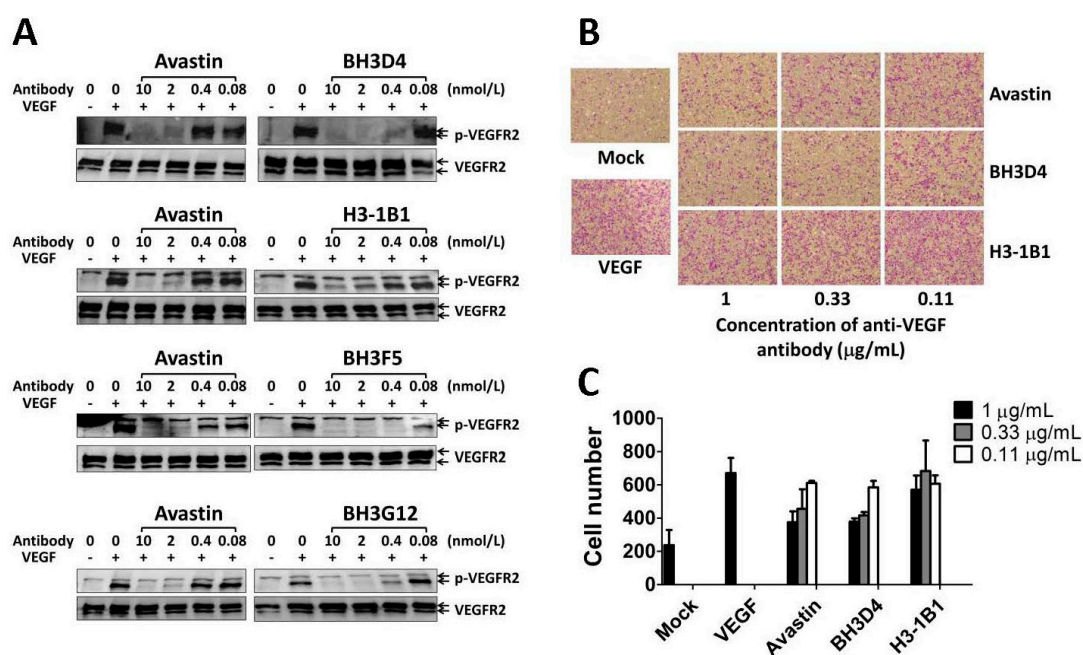 A
Avastin BH3D4
Antibody 0 0 10 2 0.4 0.08 0 0 10 2 0.4 0.08 (nmol/L)
VEGF - + + + + + - + + + + +
p-VEGFR2
VEGFR2
Avastin H3-1B1
Antibody 0 0 10 2 0.4 0.08 0 0 10 2 0.4 0.08 (nmol/L)
VEGF - + + + + + - + + + + +
p-VEGFR2
VEGFR2
Avastin BH3F5
Antibody 0 0 10 2 0.4 0.08 0 0 10 2 0.4 0.08 (nmol/L)
VEGF - + + + + + - + + + + +
p-VEGFR2
VEGFR2
Avastin BH3G12
Antibody 0 0 10 2 0.4 0.08 0 0 10 2 0.4 0.08 (nmol/L)
VEGF - + + + + + - + + + + +
p-VEGFR2
VEGFR2
B
Mock
VEGF
Avastin
BH3D4
H3-1B1
1 0.33 0.11
Concentration of anti-VEGF
antibody (µg/mL)
C
Cell number
1000
800
600
400
200
0
Mock VEGF Avastin BH3D4 H3-1B1
1 µg/mL
0.33 µg/mL
0.11 µg/mL